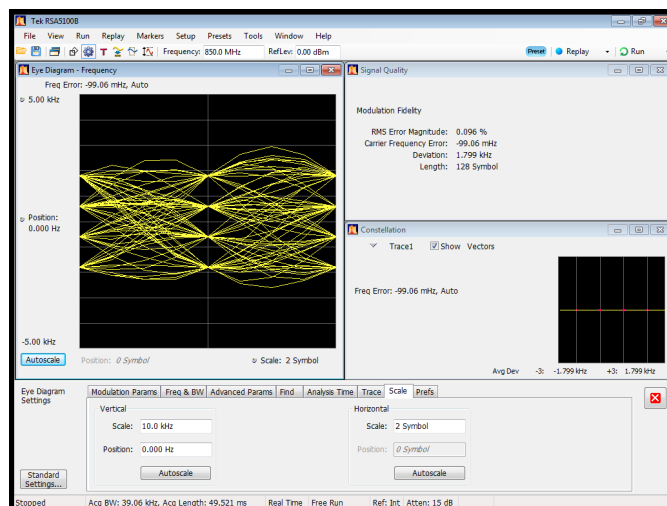 Tek RSA5100B
File View Run Replay Markers Setup Presets Tools Window Help
Frequency: 850.0 MHz RefLev: 0.00 dBm Preset Replay Run
Eye Diagram - Frequency
Freq Error: -99.06 mHz, Auto
5.00 kHz
Position:
0.000 Hz
-5.00 kHz
Autoscale Position: 0 Symbol Scale: 2 Symbol
Signal Quality
Modulation Fidelity
RMS Error Magnitude: 0.096 %
Carrier Frequency Error: -99.06 mHz
Deviation: 1.799 kHz
Length: 128 Symbol
Constellation
Trace1 Show Vectors
Freq Error: -99.06 mHz, Auto
Avg Dev -3: -1.799 kHz +3: 1.799 kHz
Eye Diagram
Settings
Modulation Params Freq & BW Advanced Params Find Analysis Time Trace Scale Prefs
Vertical
Scale: 10.0 kHz
Position: 0.000 Hz
Autoscale
Horizontal
Scale: 2 Symbol
Position: 0 Symbol
Autoscale
Standard
Settings...
Stopped Acq BW: 39.06 kHz, Acq Length: 49.521 ms Real Time Free Run Ref: Int Atten: 15 dB